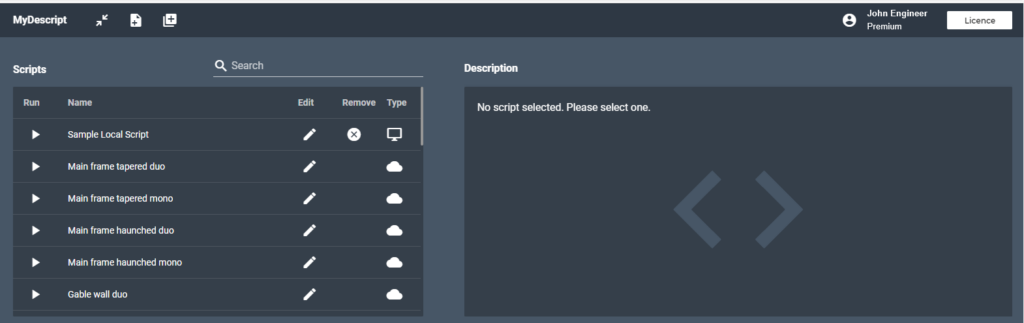 MyDescript
John Engineer
Premium
Licence
Scripts
Search
Run Name Edit Remove Type
Sample Local Script
Main frame tapered duo
Main frame tapered mono
Main frame haunched duo
Main frame haunched mono
Gable wall duo
Description
No script selected. Please select one.